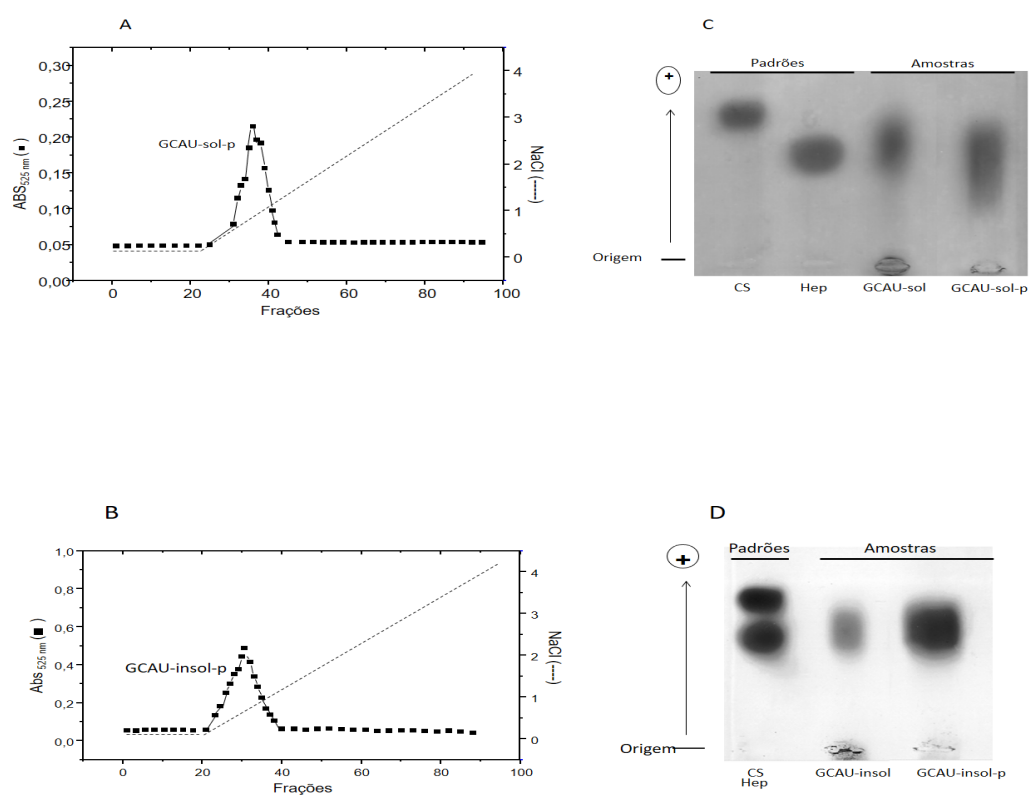 A
0,30
0,25
0,20
0,15
0,10
0,05
0,00
ABS525 nm (■)
GCAU-sol-p
4
3
2
1
0
NaCl (-----)
0 20 40 60 80 100
Frações
C
Padrões Amostras
+
Origem
CS Hep GCAU-sol GCAU-sol-p
B
1,0
0,8
0,6
0,4
0,2
0,0
Abs 525 nm (■)
GCAU-insol-p
4
3
2
1
0
NaCl (----)
0 20 40 60 80 100
Frações
D
Padrões Amostras
+
Origem
CS GCAU-insol GCAU-insol-p
Hep